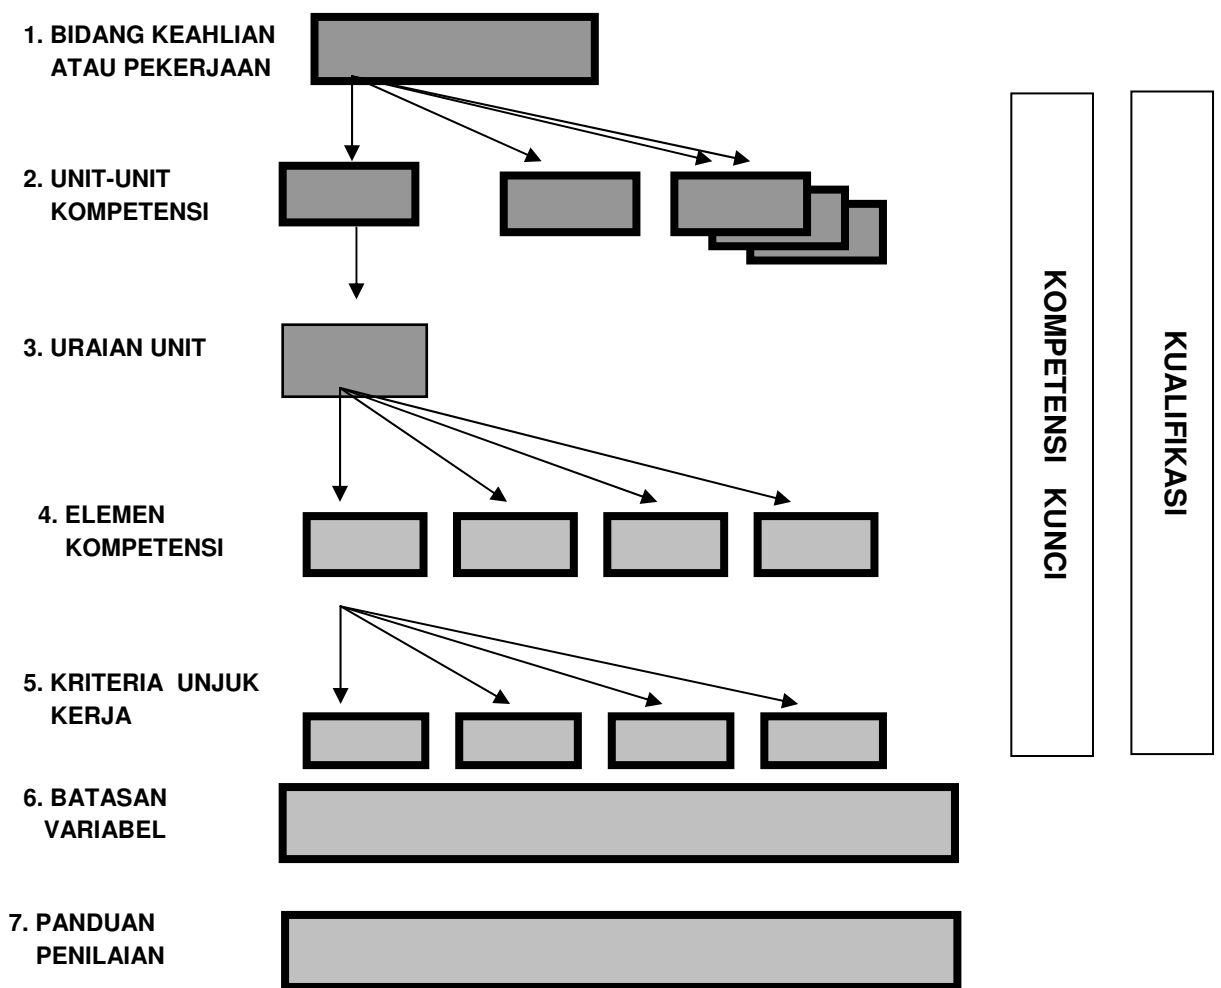 1. BIDANG KEAHLIAN
ATAU PEKERJAAN
2. UNIT-UNIT
KOMPETENSI
3. URAIAN UNIT
4. ELEMEN
KOMPETENSI
5. KRITERIA UNJUK
KERJA
6. BATASAN
VARIABEL
7. PANDUAN
PENILAIAN
KOMPETENSI KUNCI
KUALIFIKASI